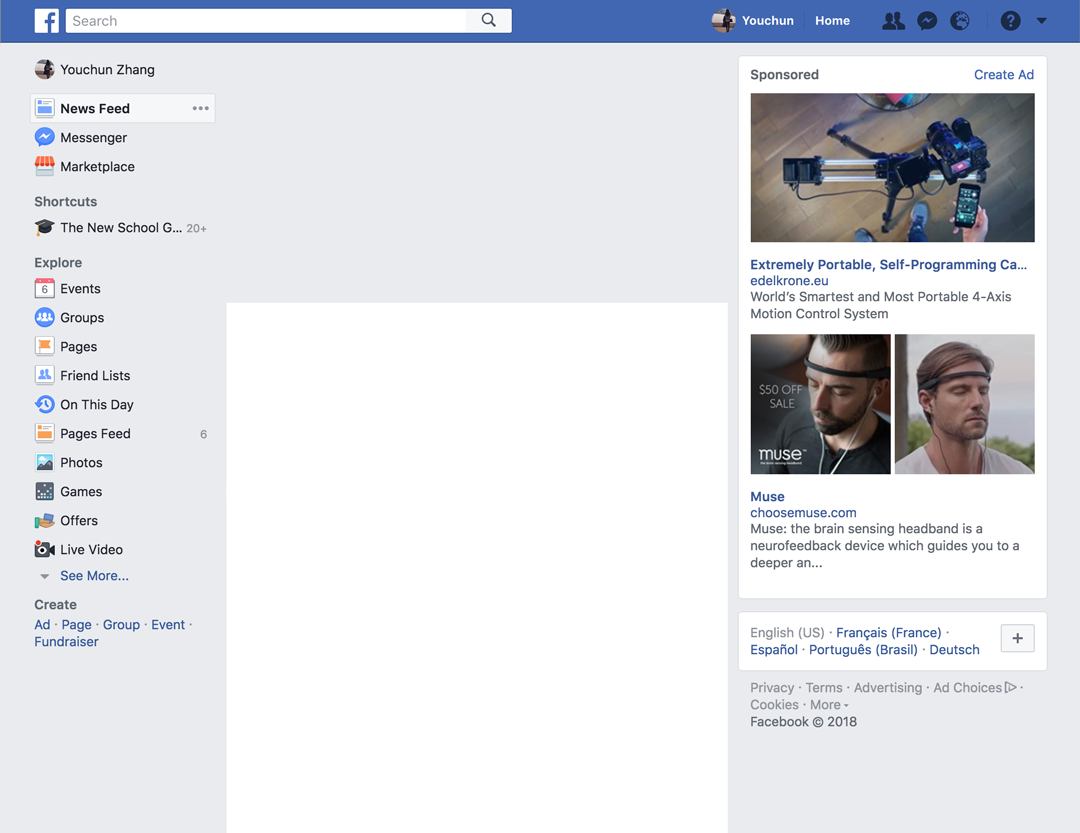 Search
Youchun
Home
Youchun Zhang
News Feed
Messenger
Marketplace
Shortcuts
The New School G... 20+
Explore
6
Events
Groups
Pages
Friend Lists
On This Day
Pages Feed 6
Photos
Games
Offers
Live Video
See More...
Create
Ad · Page · Group · Event ·
Fundraiser
Sponsored
Create Ad
Extremely Portable, Self-Programming Ca...
edelkrone.eu
World's Smartest and Most Portable 4-Axis
Motion Control System
$50 OFF
SALE
muse™
the brain sensing headband
Muse
choosemuse.com
Muse: the brain sensing headband is a
neurofeedback device which guides you to a
deeper an...
English (US) · Français (France) ·
Español · Português (Brasil) · Deutsch
Privacy · Terms · Advertising · Ad Choices ·
Cookies · More
Facebook © 2018